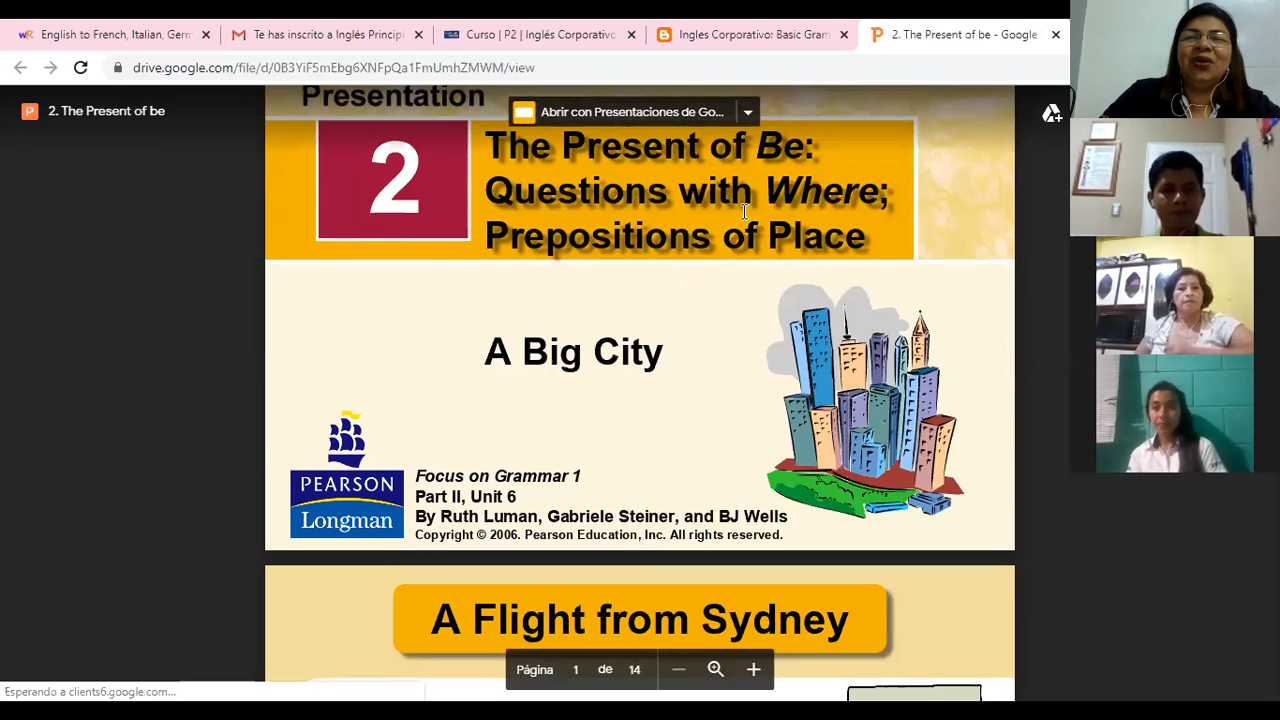 English to French, Italian, Germ
Te has inscrito a Inglés Principi
Curso | P2 | Inglés Corporativo
Ingles Corporativo: Basic Gram
2. The Present of be - Google
drive.google.com/file/d/0B3YiF5mEbg6XNFpQa1FmUmhZMWM/view
2. The Present of be
Abrir con Presentaciones de Go...
Presentation
2
The Present of Be:
Questions with Where;
Prepositions of Place
A Big City
PEARSON
Longman
Focus on Grammar 1
Part II, Unit 6
By Ruth Luman, Gabriele Steiner, and BJ Wells
Copyright © 2006. Pearson Education, Inc. All rights reserved.
A Flight from Sydney
Página 1 de 14
Esperando a clients6.google.com...